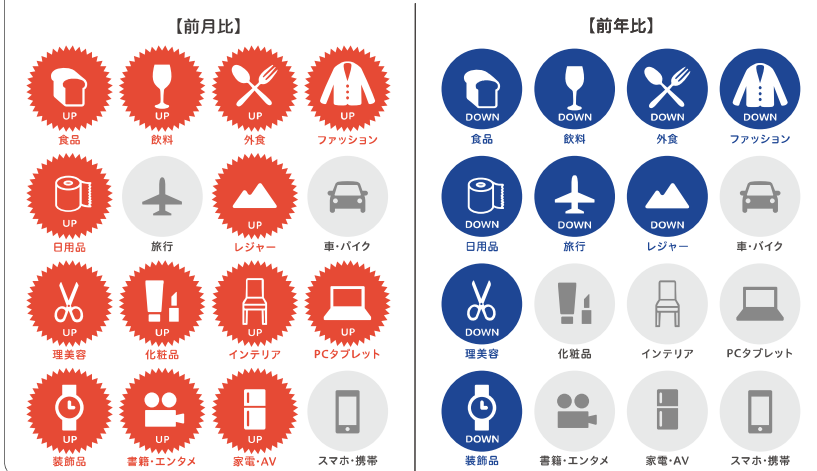 【前月比】
UP UP UP UP
食品 飲料 外食 ファッション
UP UP
日用品 旅行 レジャー 車・バイク
UP UP UP UP
理美容 化粧品 インテリア PCタブレット
UP UP UP
装飾品 書籍・エンタメ 家電・AV スマホ・携帯
【前年比】
DOWN DOWN DOWN DOWN
食品 飲料 外食 ファッション
DOWN DOWN DOWN
日用品 旅行 レジャー 車・バイク
DOWN
理美容 化粧品 インテリア PCタブレット
DOWN
装飾品 書籍・エンタメ 家電・AV スマホ・携帯